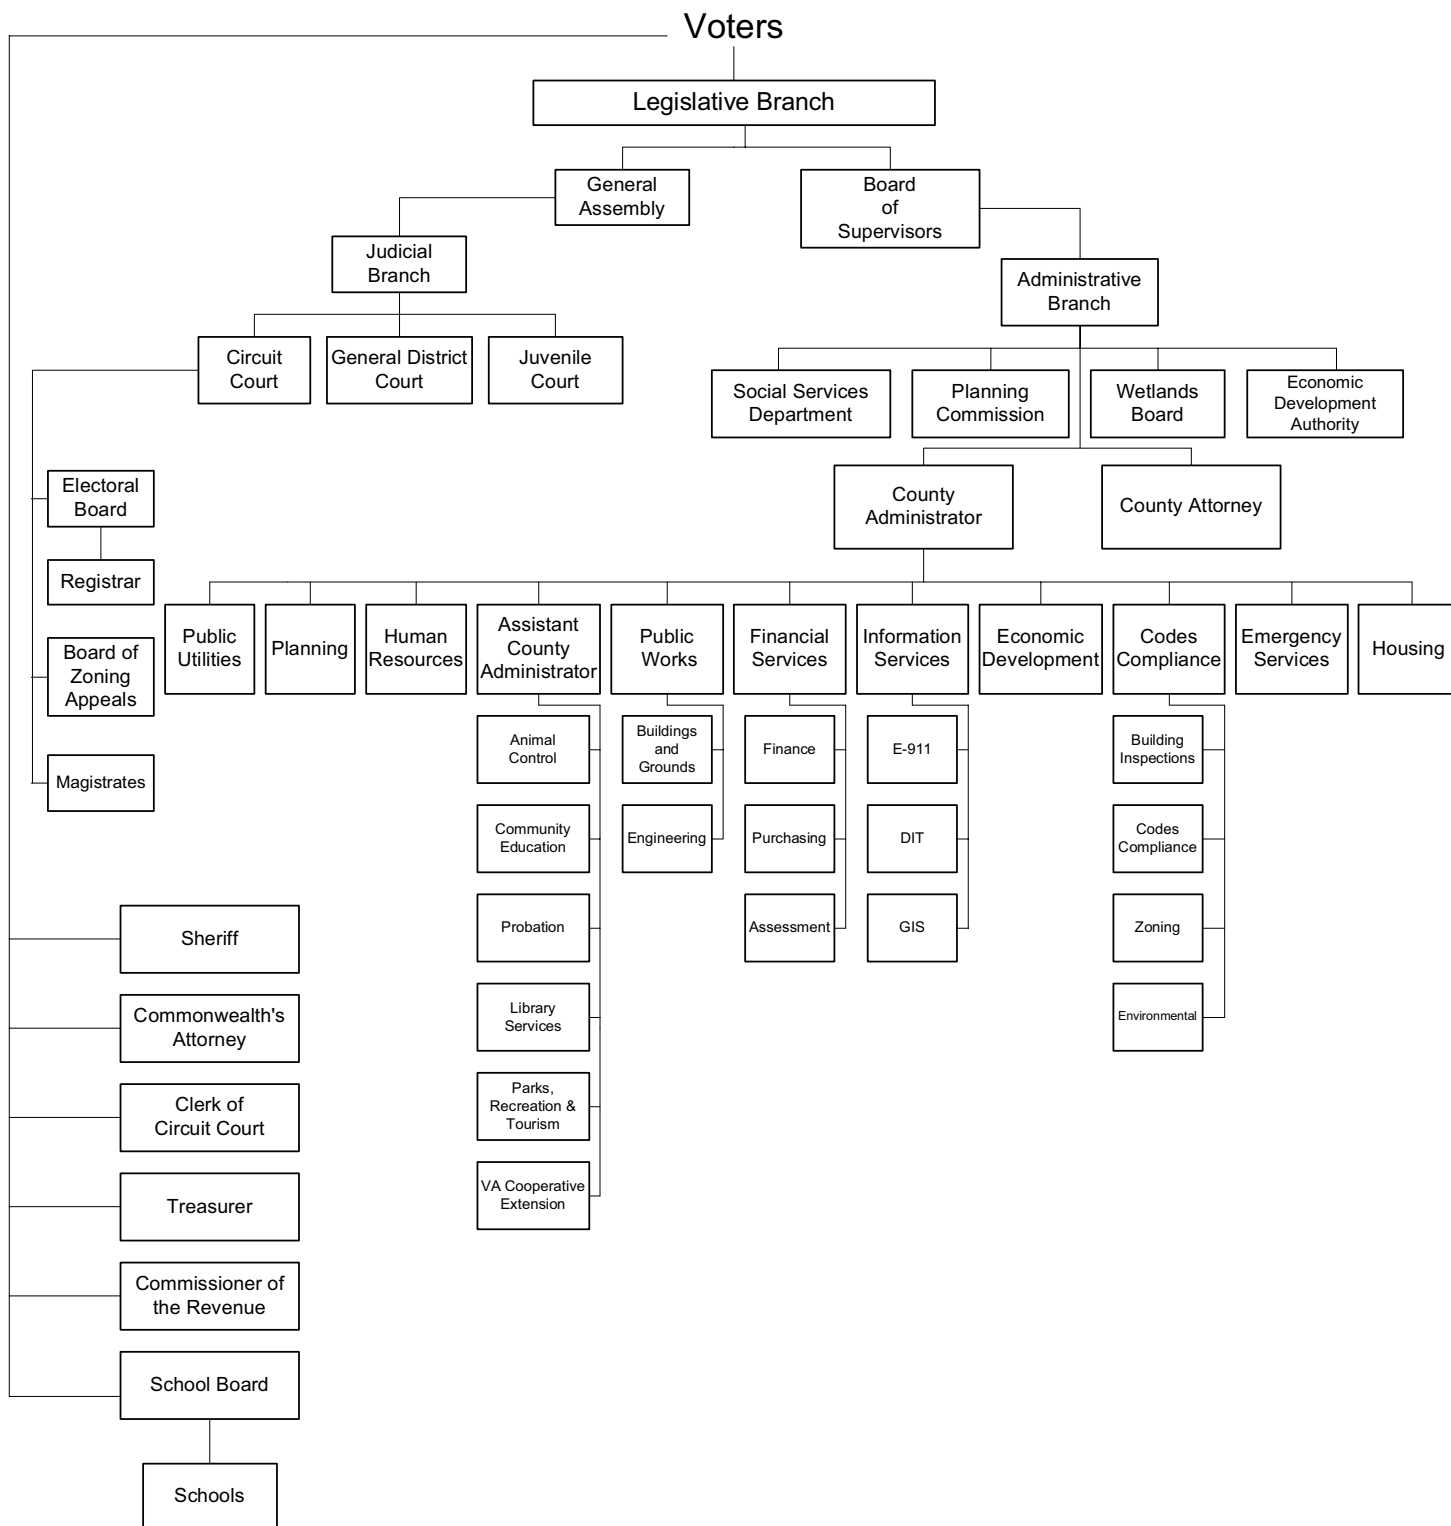 Voters
Legislative Branch
General
Assembly
Board
of
Supervisors
Judicial
Branch
Administrative
Branch
Circuit
Court
General District
Court
Juvenile
Court
Social Services
Department
Planning
Commission
Wetlands
Board
Economic
Development
Authority
Electoral
Board
County
Administrator
County Attorney
Registrar
Public
Utilities
Planning
Human
Resources
Assistant
County
Administrator
Public
Works
Financial
Services
Information
Services
Economic
Development
Codes
Compliance
Emergency
Services
Housing
Board of
Zoning
Appeals
Magistrates
Animal
Control
Buildings
and
Grounds
Finance
E-911
Building
Inspections
Community
Education
Engineering
Purchasing
DIT
Codes
Compliance
Probation
Assessment
GIS
Zoning
Library
Services
Environmental
Parks,
Recreation &
Tourism
VA Cooperative
Extension
Sheriff
Commonwealth's
Attorney
Clerk of
Circuit Court
Treasurer
Commissioner of
the Revenue
School Board
Schools